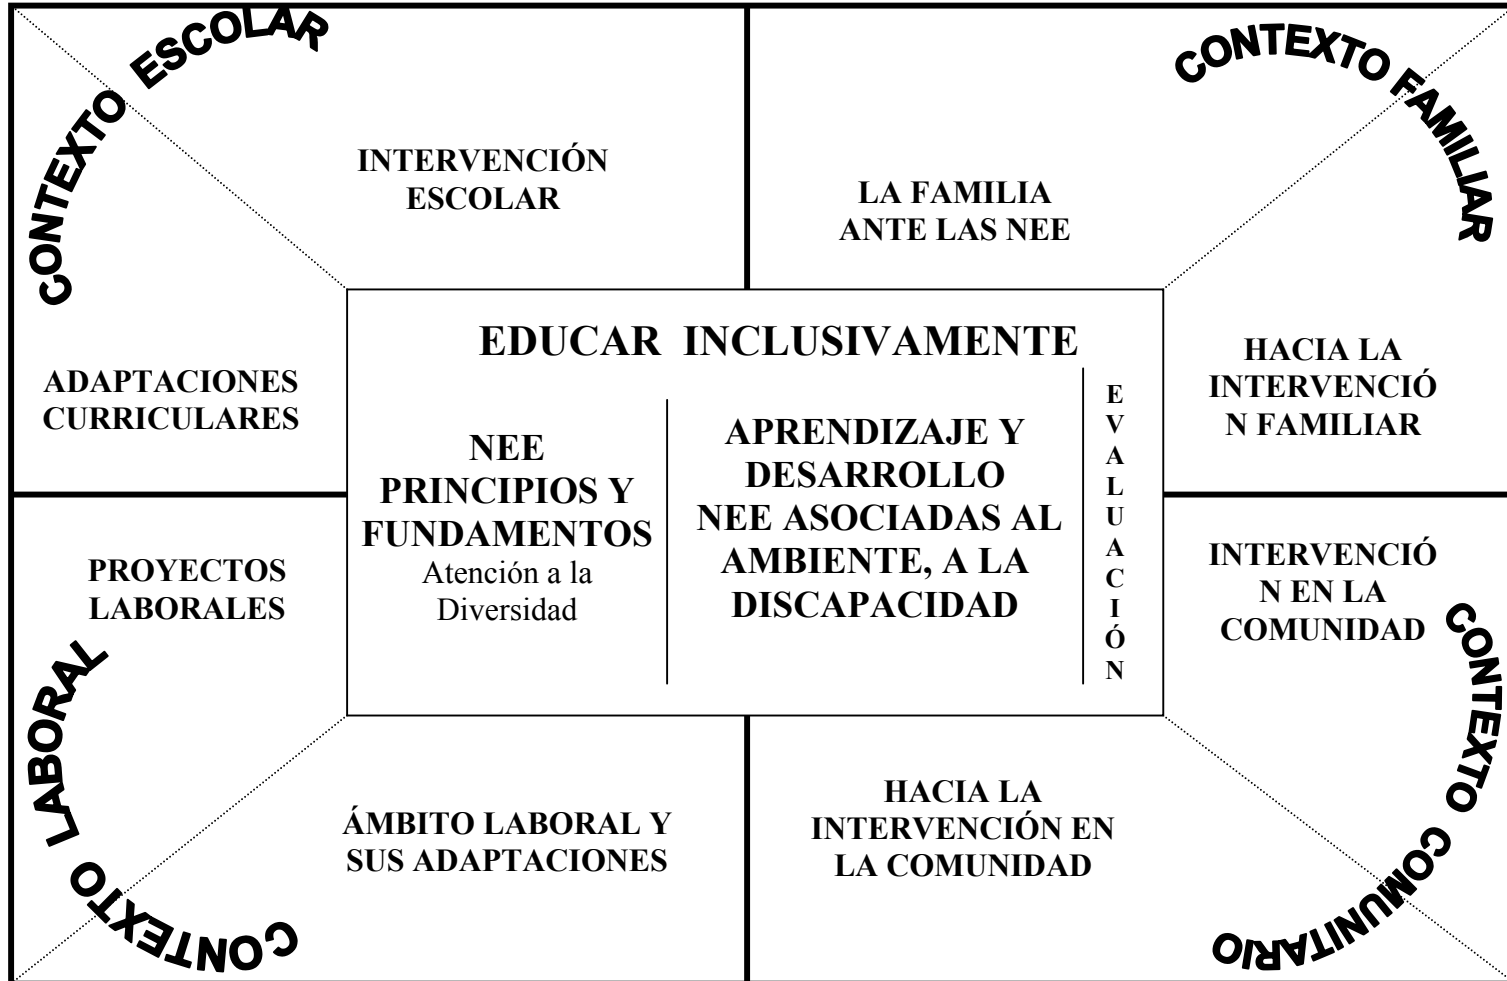 CONTEXTO ESCOLAR
INTERVENCIÓN
ESCOLAR
ADAPTACIONES
CURRICULARES
CONTEXTO FAMILIAR
LA FAMILIA
ANTE LAS NEE
HACIA LA
INTERVENCIÓ
N FAMILIAR
EDUCAR INCLUSIVAMENTE
NEE
PRINCIPIOS Y
FUNDAMENTOS
Atención a la
Diversidad
APRENDIZAJE Y
DESARROLLO
NEE ASOCIADAS AL
AMBIENTE, A LA
DISCAPACIDAD
EVALUACIÓN
PROYECTOS
LABORALES
CONTEXTO LABORAL
ÁMBITO LABORAL Y
SUS ADAPTACIONES
INTERVENCIÓ
N EN LA
COMUNIDAD
CONTEXTO COMUNITARIO
HACIA LA
INTERVENCIÓN EN
LA COMUNIDAD